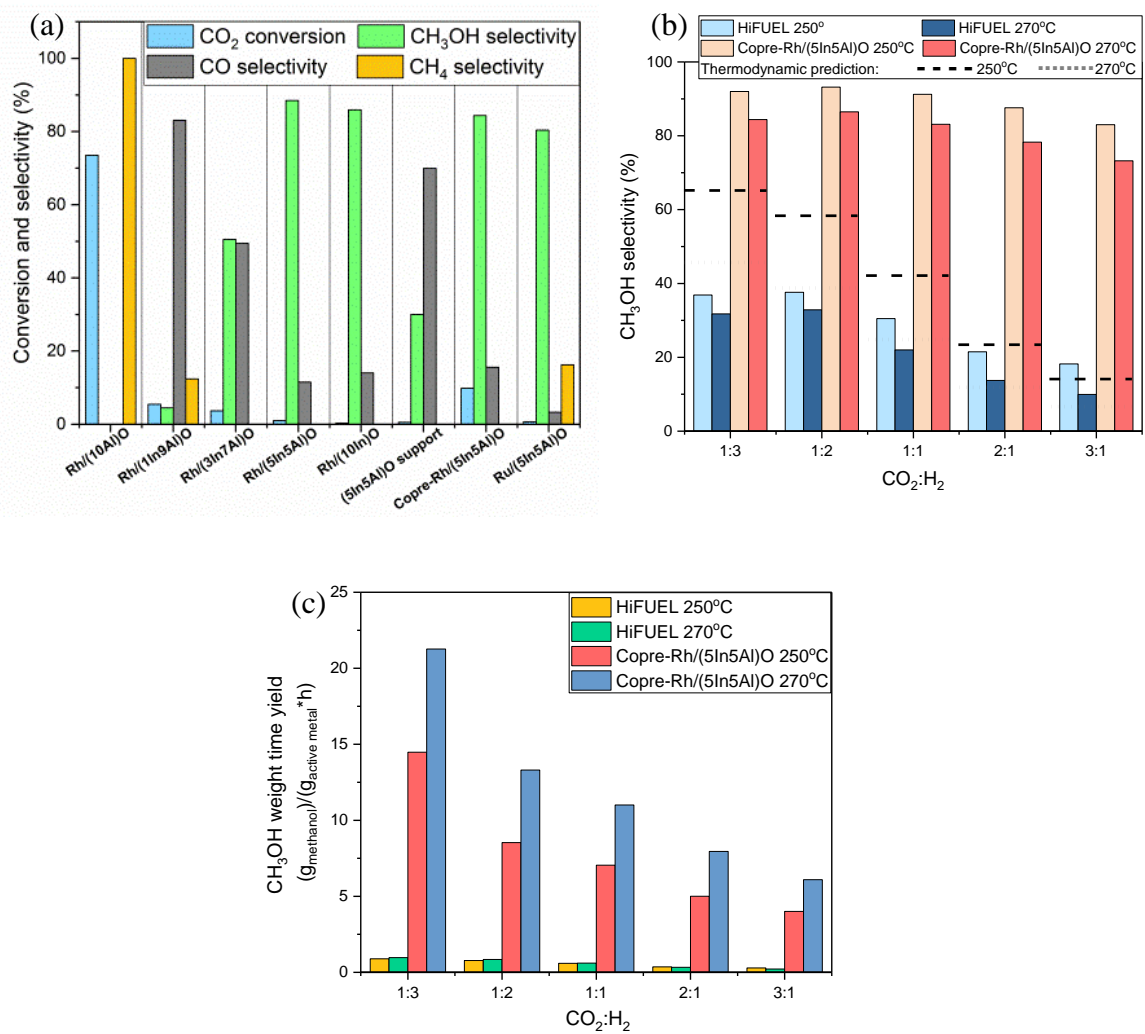 (a)
CO₂ conversion
CH₃OH selectivity
CO selectivity
CH₄ selectivity
Conversion and selectivity (%)
100
80
60
40
20
0
Rh/(10Al)O
Rh/(1In9Al)O
Rh/(3In7Al)O
Rh/(5In5Al)O
Rh/(10In)O
(5In5Al)O support
Copre-Rh/(5In5Al)O
Ru/(5In5Al)O
(b)
HiFUEL 250°
HiFUEL 270°C
Copre-Rh/(5In5Al)O 250°C
Copre-Rh/(5In5Al)O 270°C
Thermodynamic prediction:
250°C
270°C
CH₃OH selectivity (%)
100
80
60
40
20
0
1:3
1:2
1:1
2:1
3:1
CO₂:H₂
(c)
HiFUEL 250°C
HiFUEL 270°C
Copre-Rh/(5In5Al)O 250°C
Copre-Rh/(5In5Al)O 270°C
CH₃OH weight time yield
(g methanol)/(g active metal*h)
25
20
15
10
5
0
1:3
1:2
1:1
2:1
3:1
CO₂:H₂